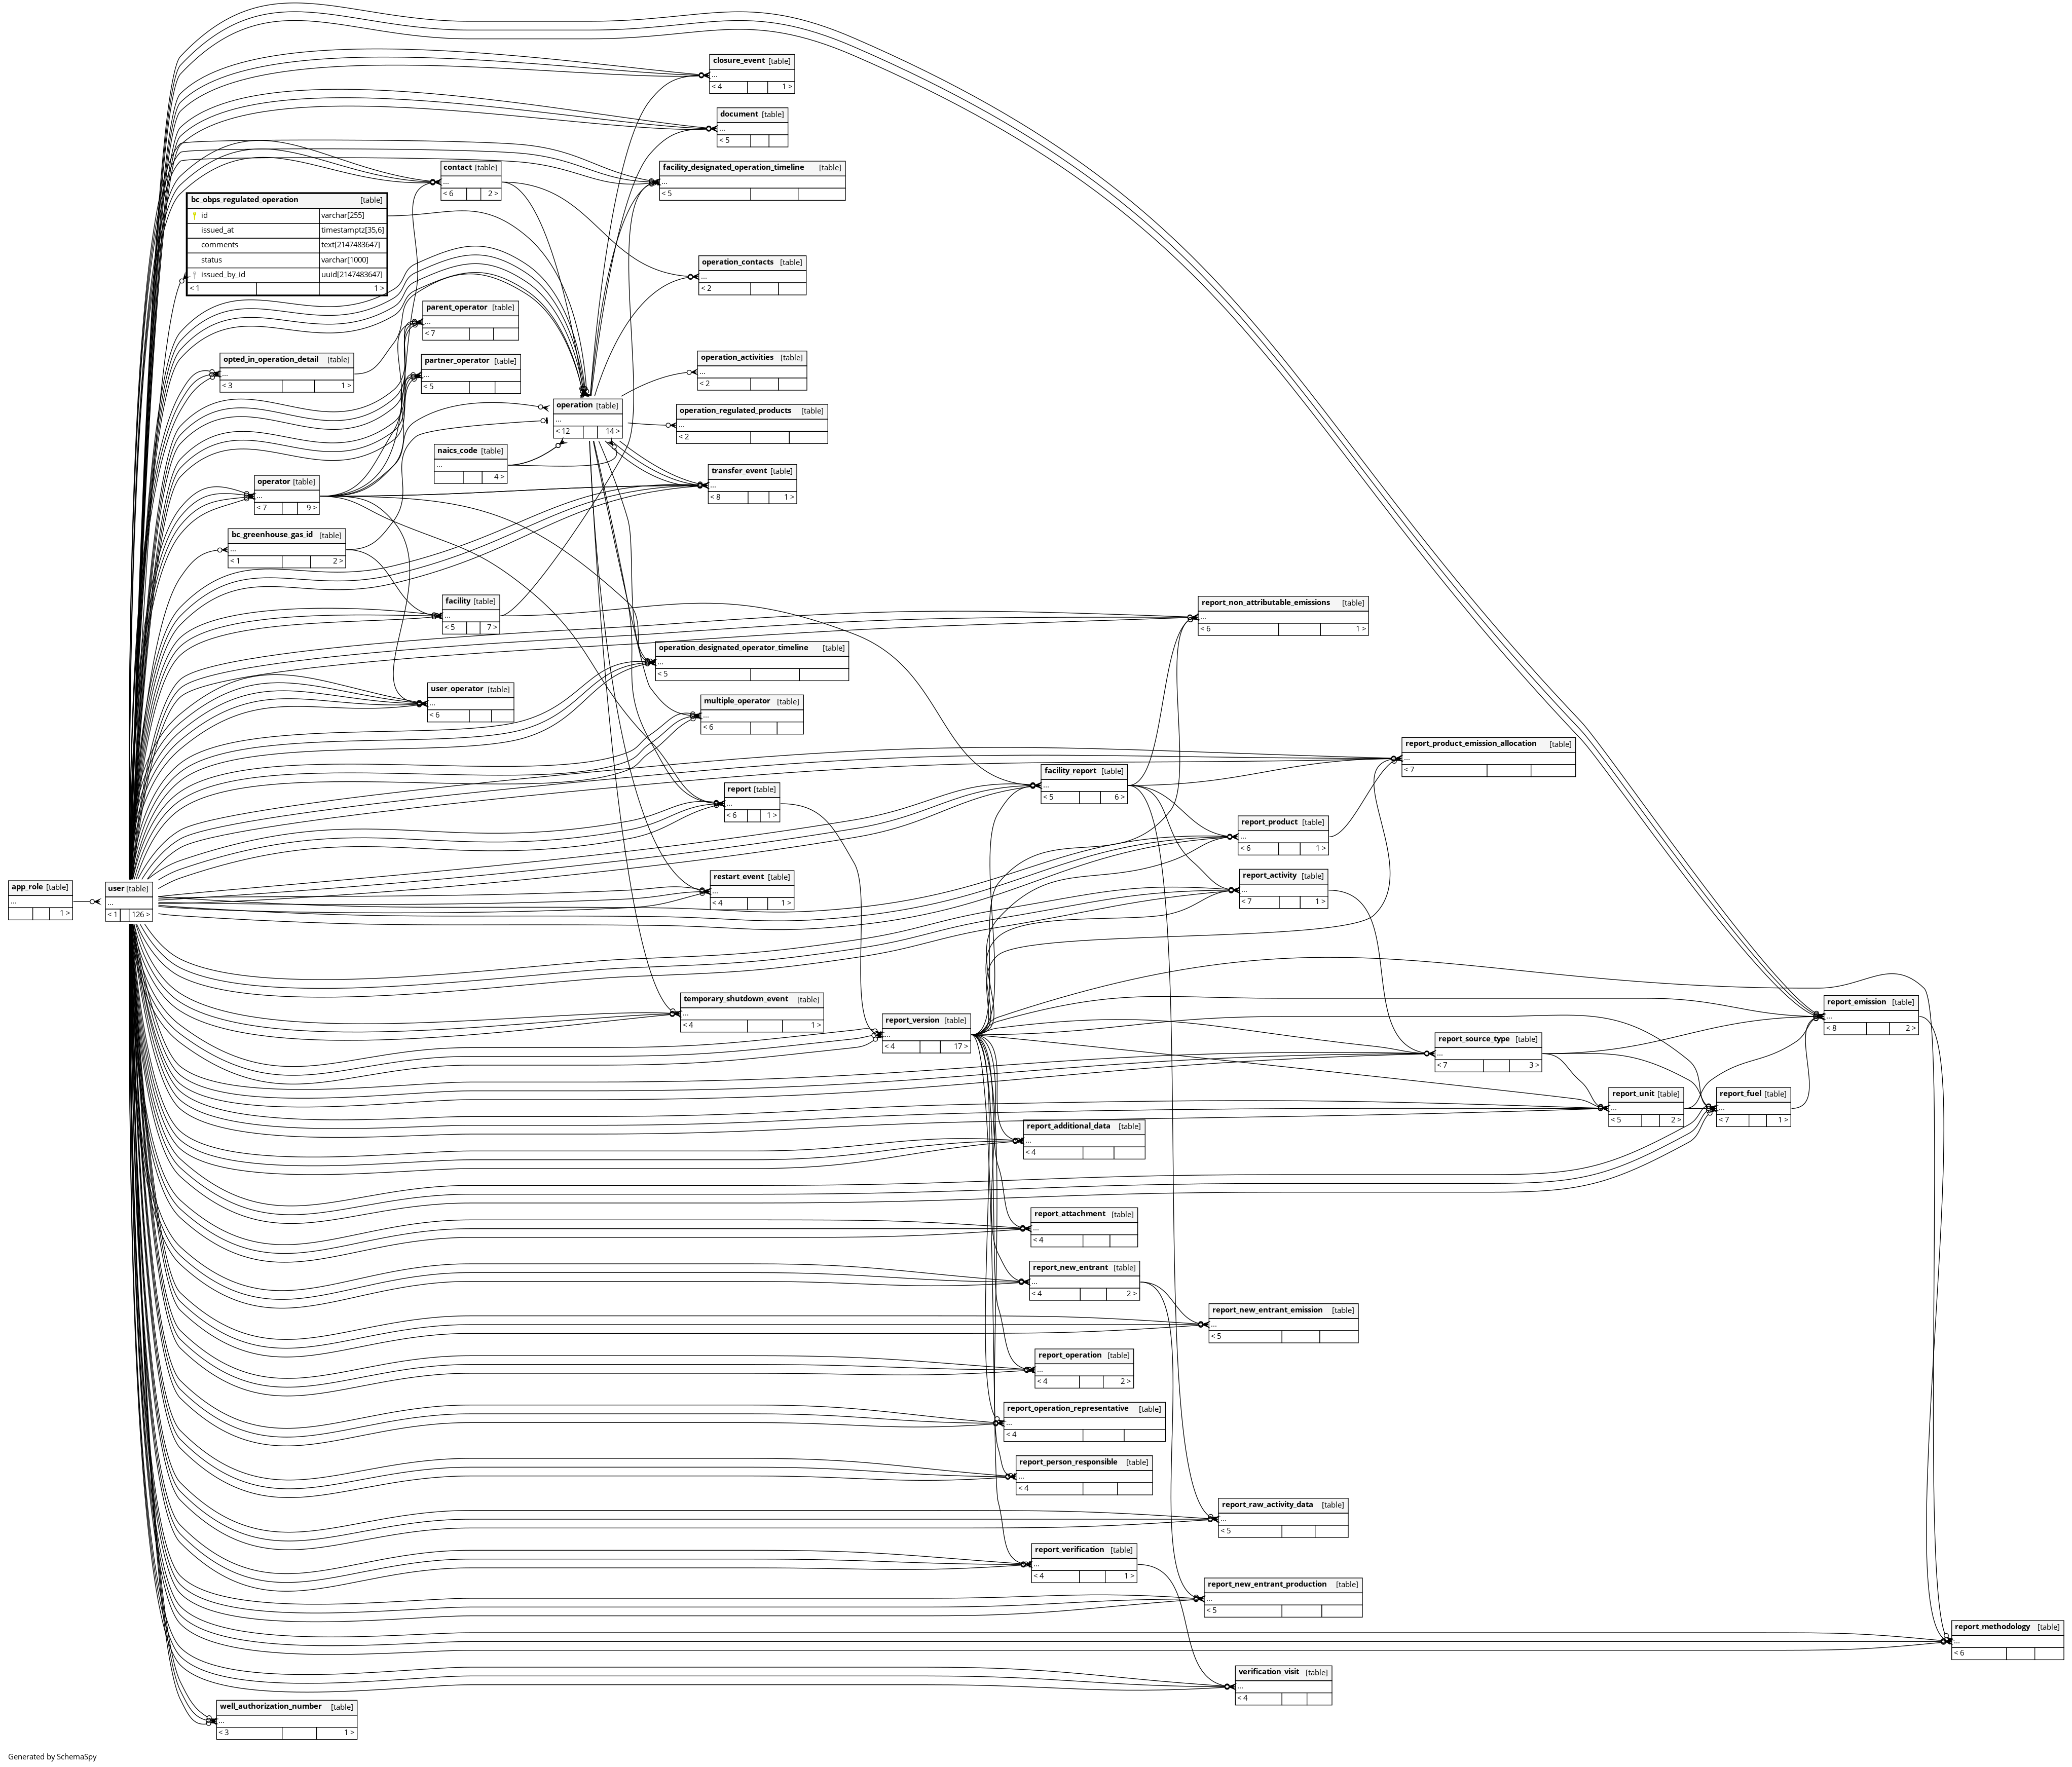 closure_event [table]
...
< 4 1 >
document [table]
...
< 5
contact [table]
...
< 6 2 >
facility_designated_operation_timeline [table]
...
< 5
bc_obps_regulated_operation [table]
id varchar[255]
issued_at timestamptz[35,6]
comments text[2147483647]
status varchar[1000]
issued_by_id uuid[2147483647]
< 1 1 >
operation_contacts [table]
...
< 2
parent_operator [table]
...
< 7
opted_in_operation_detail [table]
...
< 3 1 >
partner_operator [table]
...
< 5
operation_activities [table]
...
< 2
operation [table]
...
< 12 14 >
operation_regulated_products [table]
...
< 2
naics_code [table]
...
4 >
transfer_event [table]
...
< 8 1 >
operator [table]
...
< 7 9 >
bc_greenhouse_gas_id [table]
...
< 1 2 >
facility [table]
...
< 5 7 >
report_non_attributable_emissions [table]
...
< 6 1 >
operation_designated_operator_timeline [table]
...
< 5
user_operator [table]
...
< 6
multiple_operator [table]
...
< 6
report_product_emission_allocation [table]
...
< 7
facility_report [table]
...
< 5 6 >
report [table]
...
< 6 1 >
report_product [table]
...
< 6 1 >
report_activity [table]
...
< 7 1 >
restart_event [table]
...
< 4 1 >
app_role [table]
...
1 >
user [table]
...
< 1 126 >
temporary_shutdown_event [table]
...
< 4 1 >
report_emission [table]
...
< 8 2 >
report_version [table]
...
< 4 17 >
report_source_type [table]
...
< 7 3 >
report_unit [table]
...
< 5 2 >
report_fuel [table]
...
< 7 1 >
report_additional_data [table]
...
< 4
report_attachment [table]
...
< 4
report_new_entrant [table]
...
< 4 2 >
report_new_entrant_emission [table]
...
< 5
report_operation [table]
...
< 4 2 >
report_operation_representative [table]
...
< 4
report_person_responsible [table]
...
< 4
report_raw_activity_data [table]
...
< 5
report_verification [table]
...
< 4 1 >
report_new_entrant_production [table]
...
< 5
report_methodology [table]
...
< 6
verification_visit [table]
...
< 4
well_authorization_number [table]
...
< 3 1 >
Generated by SchemaSpy